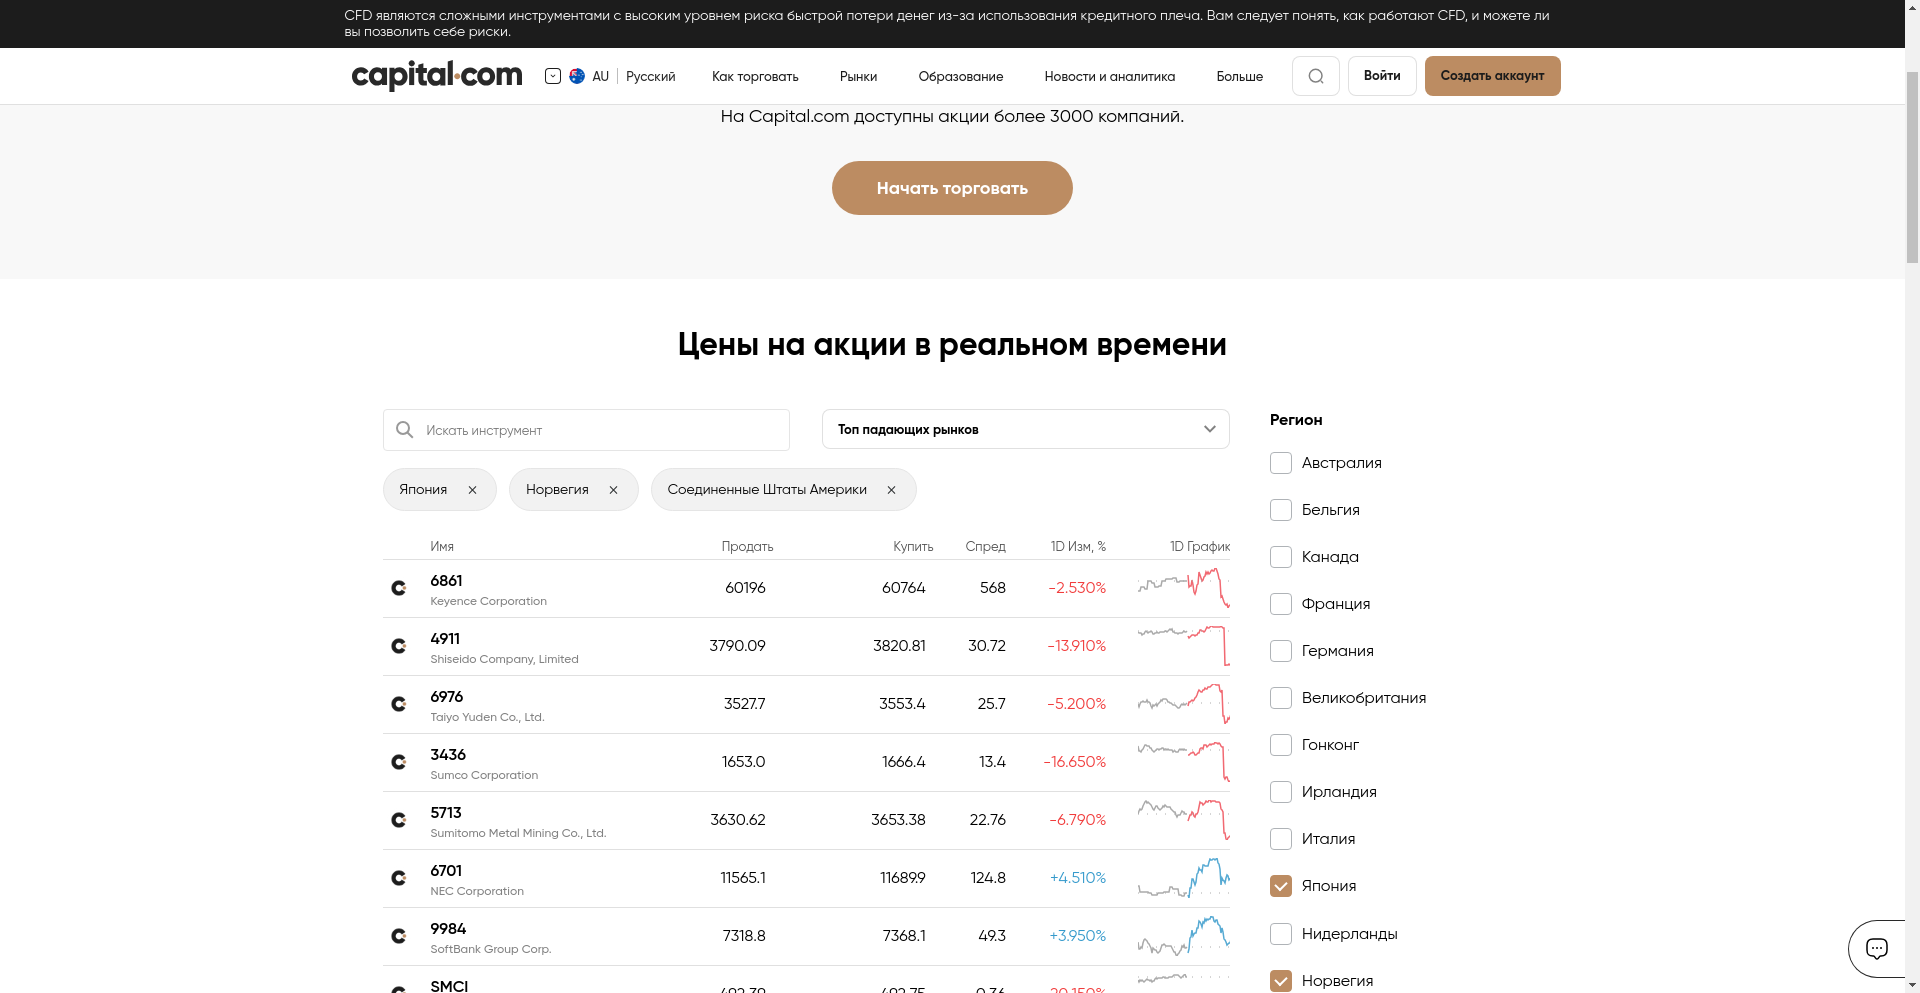 CFD являются сложными инструментами с высоким уровнем риска быстрой потери денег из-за использования кредитного плеча. Вам следует понять, как работают CFD, и можете ли
вы позволить себе риски.
capital.com AU Русский Как торговать Рынки Образование Новости и аналитика Больше Войти Создать аккаунт
На Capital.com доступны акции более 3000 компаний.
Начать торговать
Цены на акции в реальном времени
Искать инструмент
Топ падающих рынков
Япония Норвегия Соединенные Штаты Америки
Имя Продать Купить Спред 1D Изм, % 1D График
6861 60196 60764 568 -2.530%
Keyence Corporation
4911 3790.09 3820.81 30.72 -13.910%
Shiseido Company, Limited
6976 3527.7 3553.4 25.7 -5.200%
Taiyo Yuden Co., Ltd.
3436 1653.0 1666.4 13.4 -16.650%
Sumco Corporation
5713 3630.62 3653.38 22.76 -6.790%
Sumitomo Metal Mining Co., Ltd.
6701 11565.1 11689.9 124.8 +4.510%
NEC Corporation
9984 7318.8 7368.1 49.3 +3.950%
SoftBank Group Corp.
SMCI
Регион
Австралия
Бельгия
Канада
Франция
Германия
Великобритания
Гонконг
Ирландия
Италия
Япония
Нидерланды
Норвегия